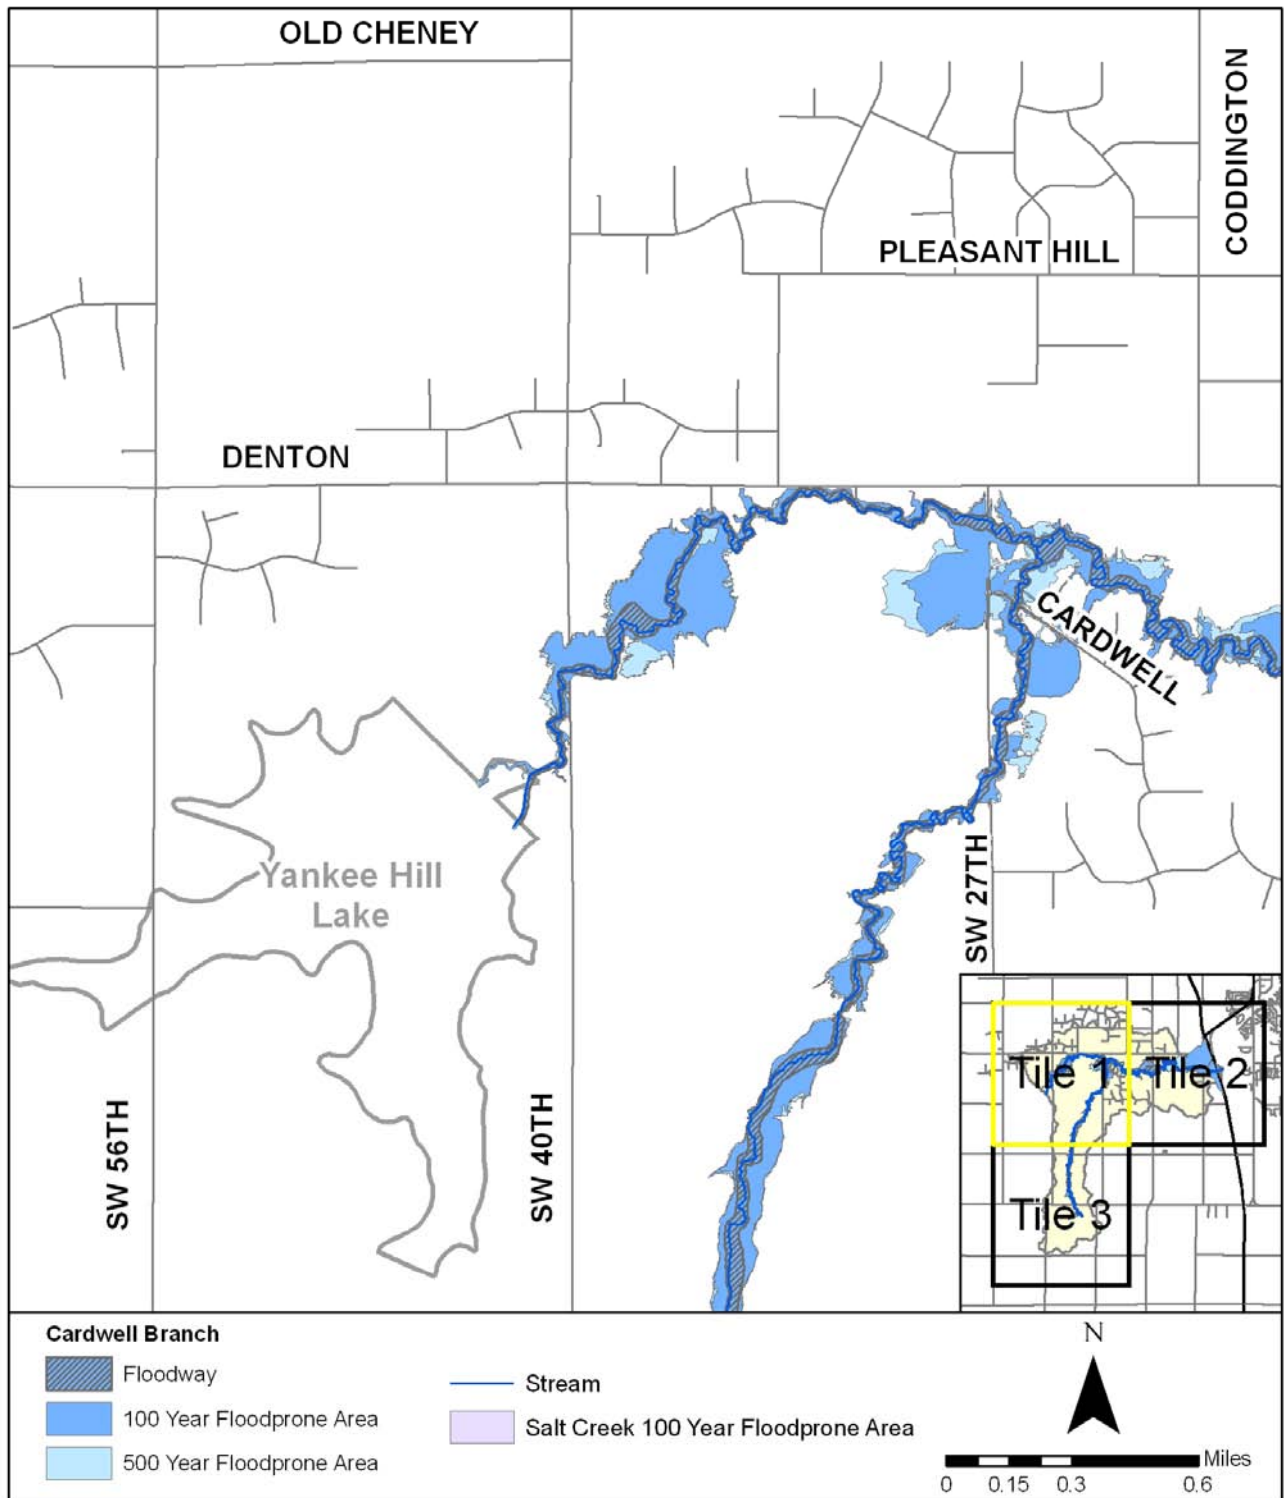 OLD CHENEY
CODDINGTON
PLEASANT HILL
DENTON
CARDWELL
Yankee Hill
Lake
SW 27TH
SW 40TH
SW 56TH
Tile 1
Tile 2
Tile 3
Cardwell Branch
Floodway
100 Year Floodprone Area
500 Year Floodprone Area
Stream
Salt Creek 100 Year Floodprone Area
N
Miles
0 0.15 0.3 0.6